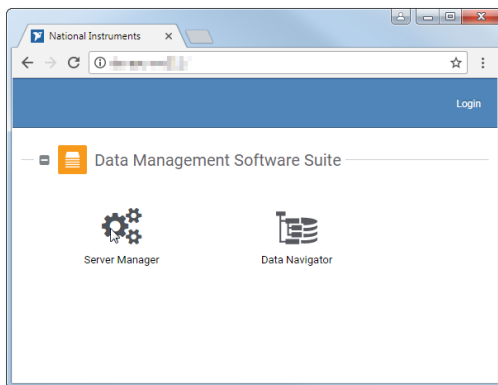 National Instruments
Login
Data Management Software Suite
Server Manager
Data Navigator